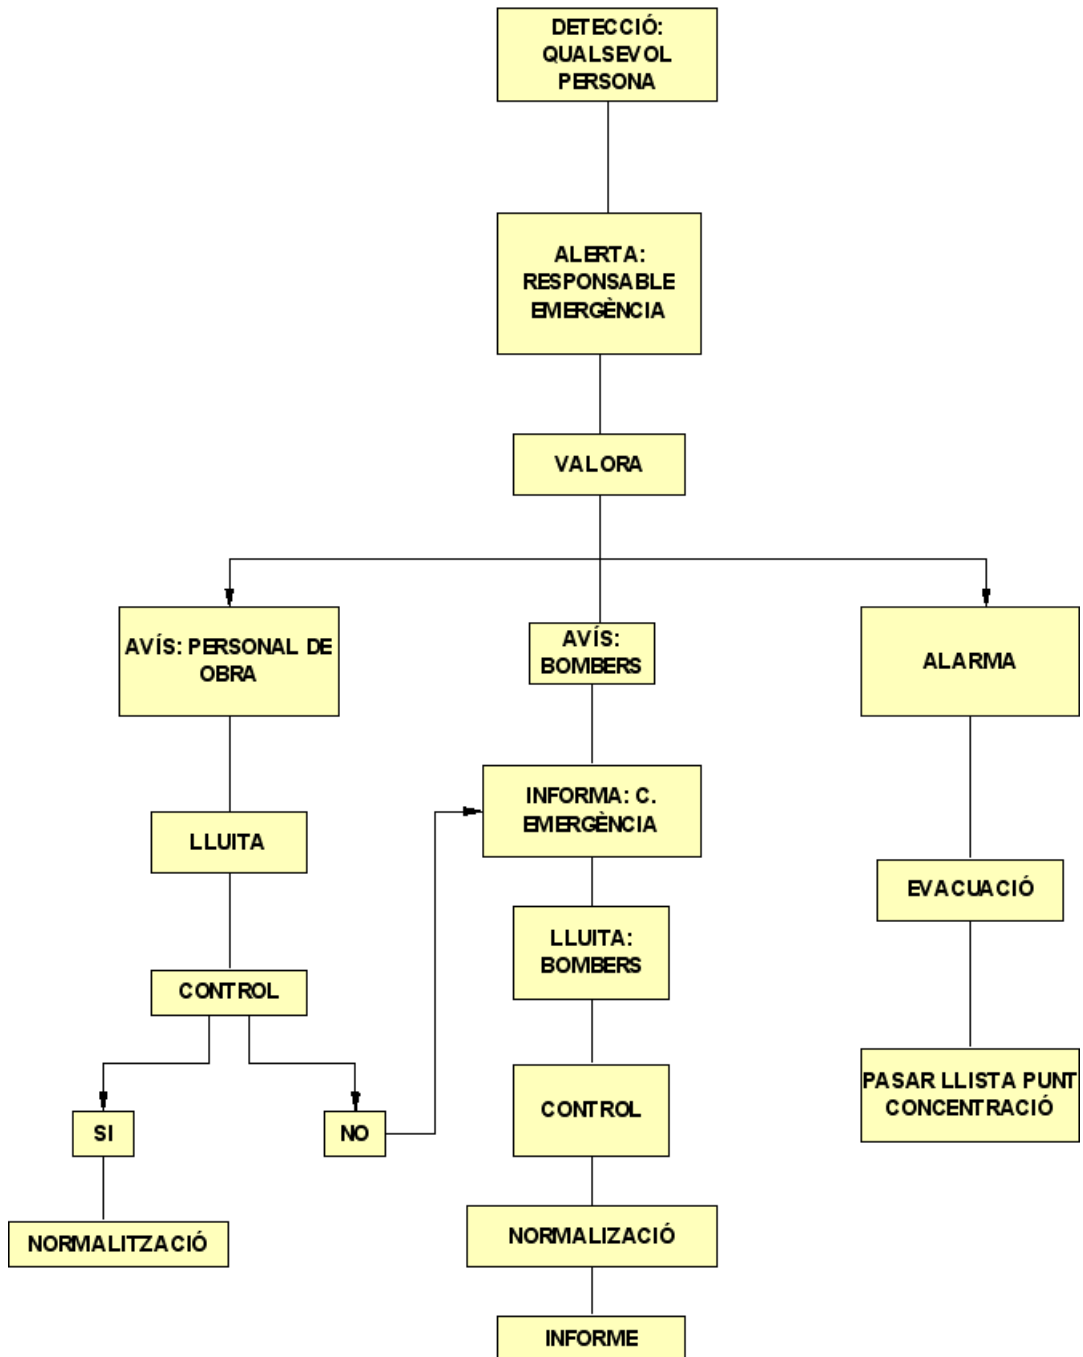 DETECCIÓ:
QUALSEVOL
PERSONA
ALERTA:
RESPONSABLE
EMERGÈNCIA
VALORA
AVÍS: PERSONAL DE
OBRA
AVÍS:
BOMBERS
ALARMA
INFORMA: C.
EMERGÈNCIA
LLUITA
EVACUACIÓ
LLUITA:
BOMBERS
CONTROL
CONTROL
PASAR LLISTA PUNT
CONCENTRACIÓ
SI
NO
NORMALITZACIÓ
NORMALIZACIÓ
INFORME